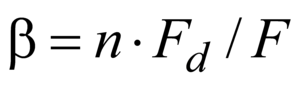 β = n · F_d / F